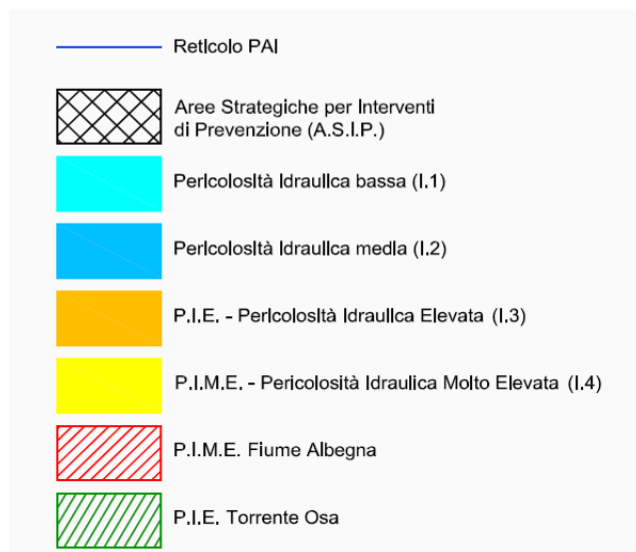 Reticolo PAI
Aree Strategiche per Interventi
di Prevenzione (A.S.I.P.)
Pericolosità Idraulica bassa (I.1)
Pericolosità Idraulica media (I.2)
P.I.E. - Pericolosità Idraulica Elevata (I.3)
P.I.M.E. - Pericolosità Idraulica Molto Elevata (I.4)
P.I.M.E. Fiume Albegna
P.I.E. Torrente Osa